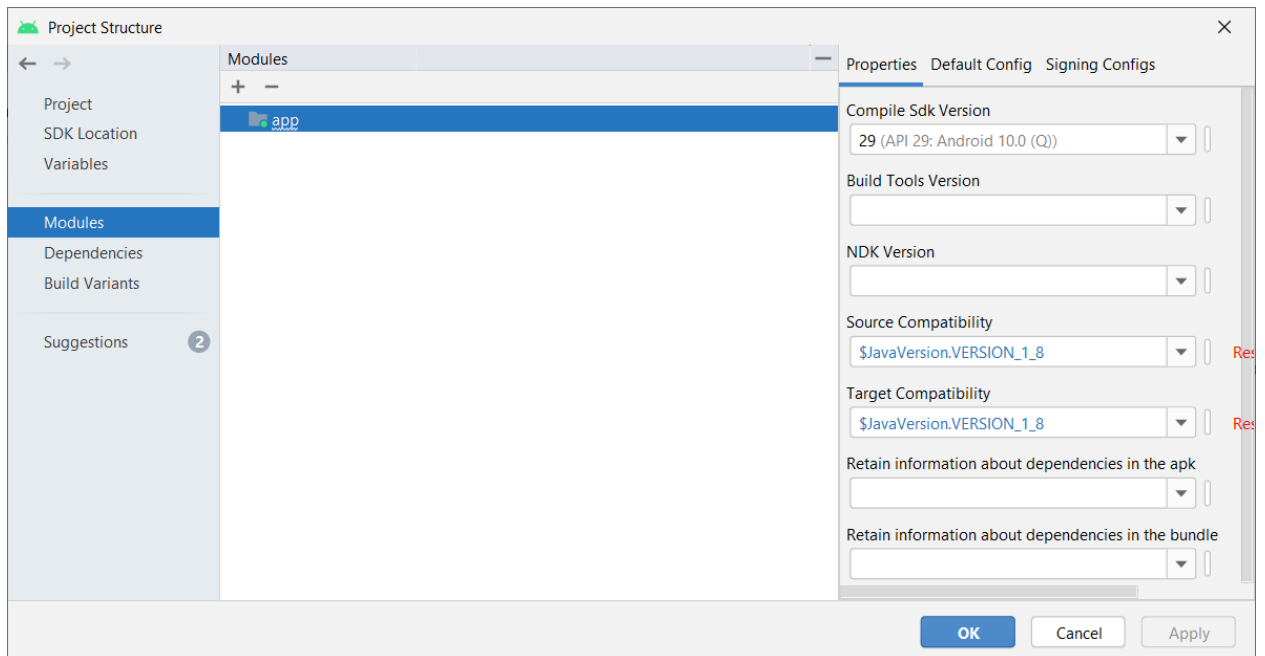 Project Structure
Modules
Properties Default Config Signing Configs
Project
SDK Location
Variables
Modules
Dependencies
Build Variants
Suggestions 2
app
Compile Sdk Version
29 (API 29: Android 10.0 (Q))
Build Tools Version
NDK Version
Source Compatibility
$JavaVersion.VERSION_1_8
Res
Target Compatibility
$JavaVersion.VERSION_1_8
Res
Retain information about dependencies in the apk
Retain information about dependencies in the bundle
OK Cancel Apply